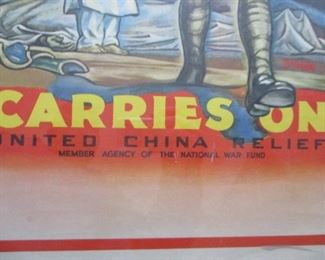 CARRIES ON
UNITED CHINA RELIEF
MEMBER AGENCY OF THE NATIONAL WAR FUND